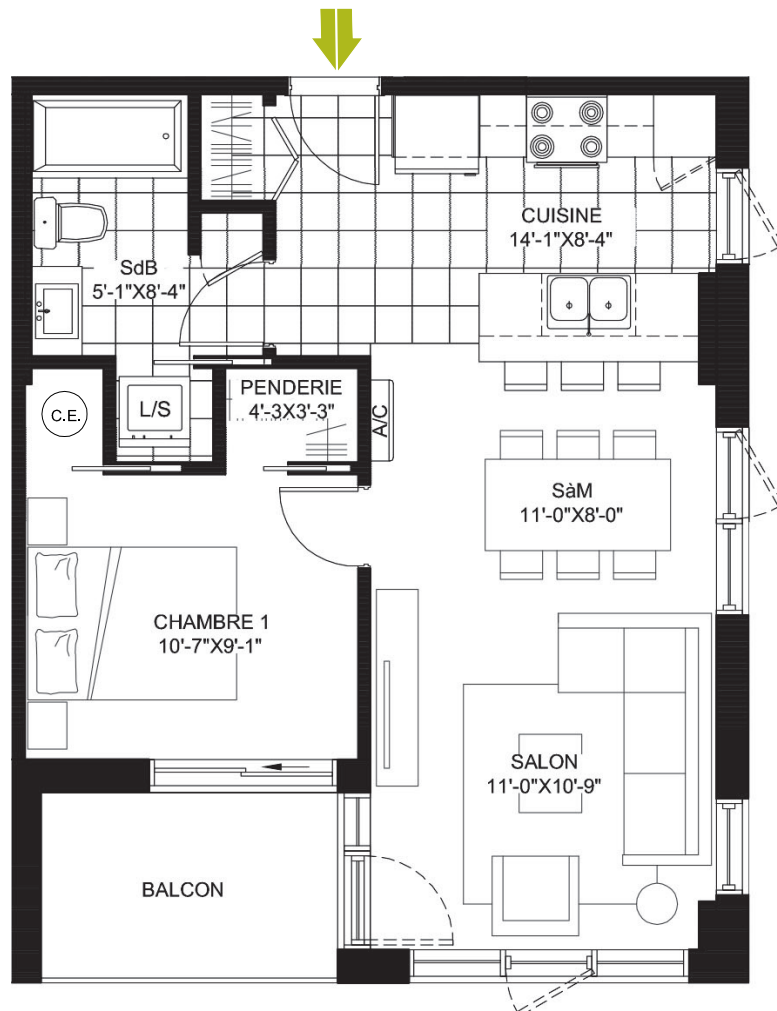 CUISINE
14'-1"X8'-4"
SdB
5'-1"X8'-4"
PENDERIE
4'-3X3'-3"
C.E.
L/S
A/C
SàM
11'-0"X8'-0"
CHAMBRE 1
10'-7"X9'-1"
SALON
11'-0"X10'-9"
BALCON